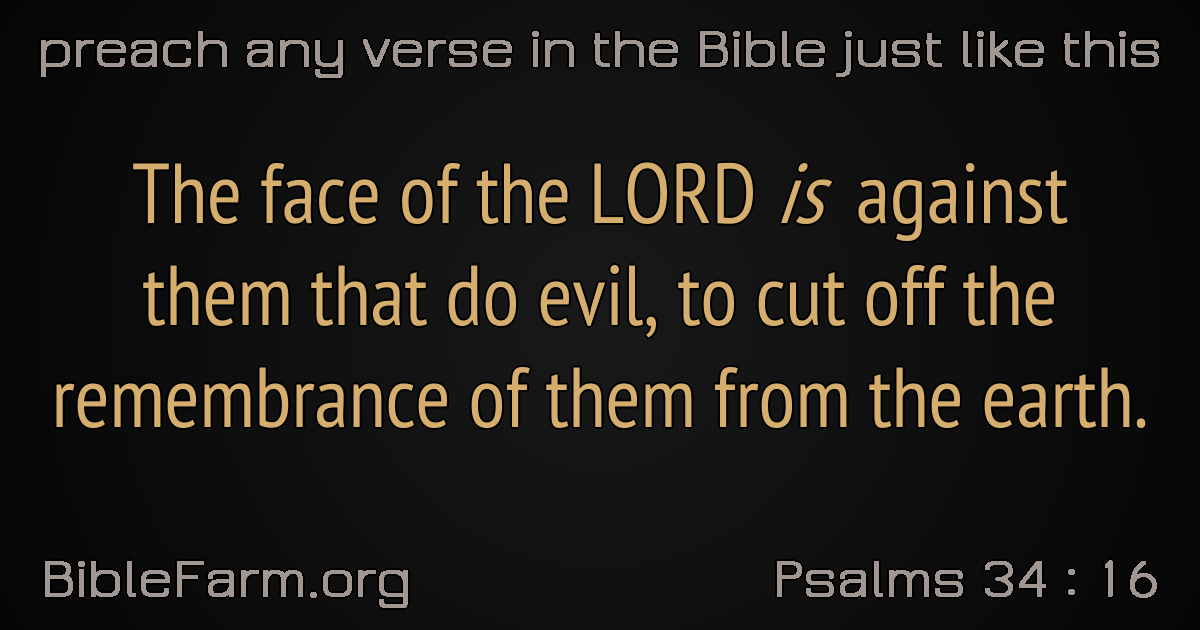 preach any verse in the Bible just like this
The face of the LORD is against
them that do evil, to cut off the
remembrance of them from the earth.
BibleFarm.org
Psalms 34 : 16